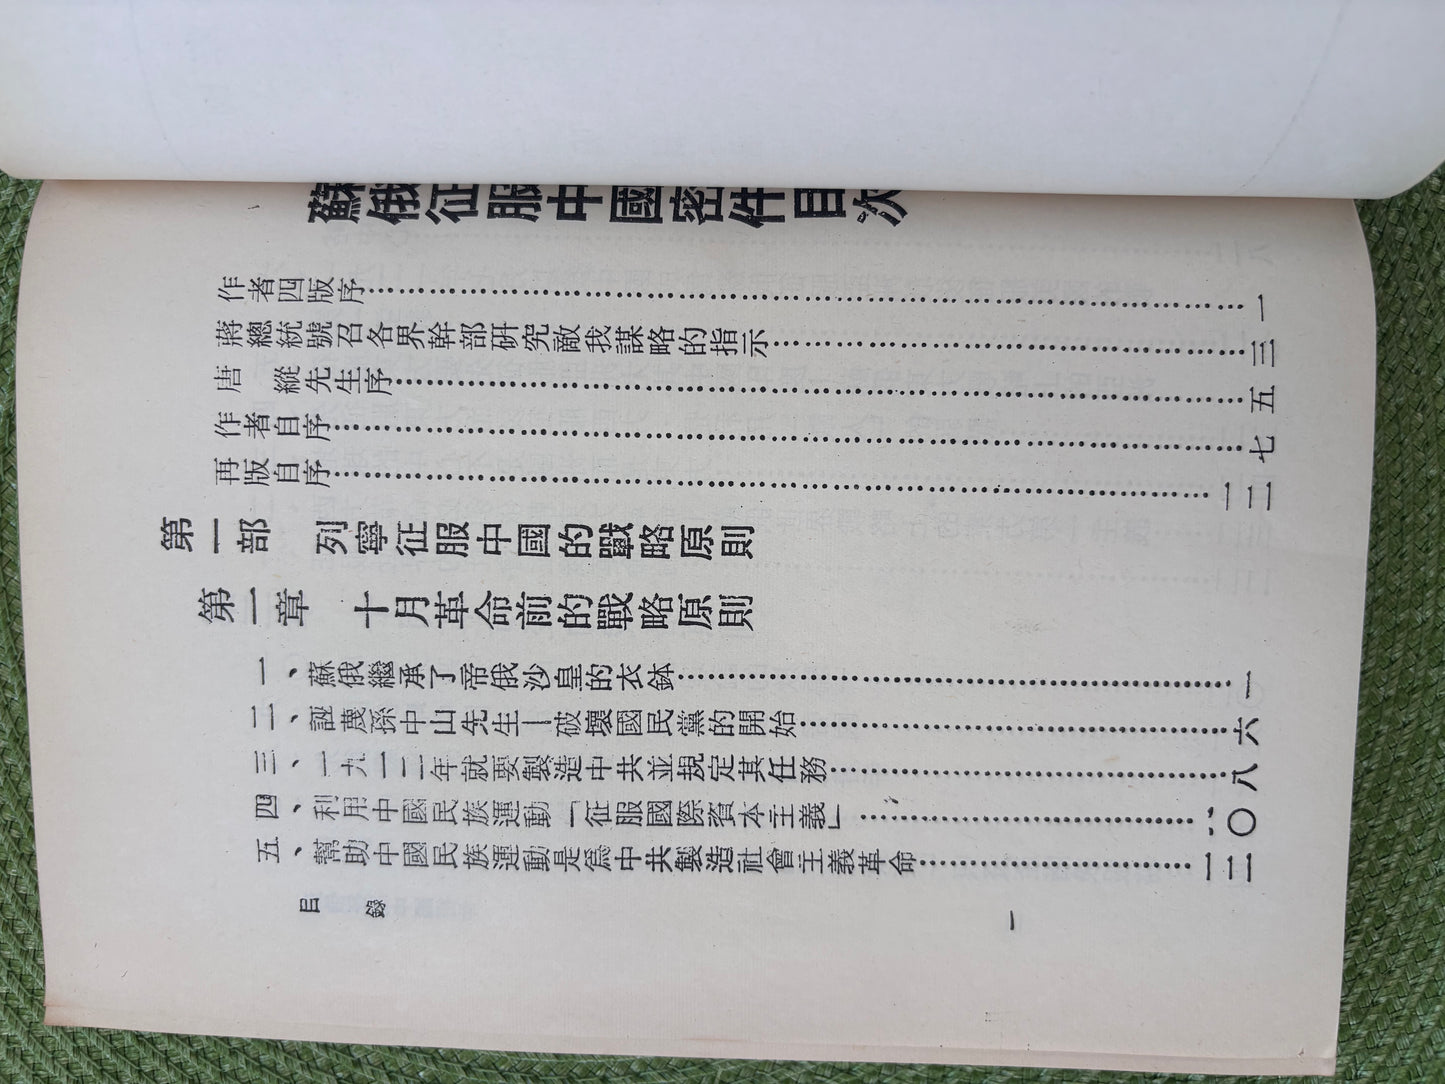 蘇俄征服中國密件目次
作者四版序……一
蔣總統號召各界幹部研究敵我謀略的指示……三
唐　縱先生序……五
作者自序……七
再版自序……一二
第一部　列寧征服中國的戰略原則
第一章　十月革命前的戰略原則
一、蘇俄繼承了帝俄沙皇的衣鉢……一
二、誣蔑孫中山先生—破壞國民黨的開始……六
三、一九一二年就要製造中共並規定其任務……八
四、利用中國民族運動「征服國際資本主義」……一〇
五、幫助中國民族運動是爲中共製造社會主義革命……一二
目　錄　一